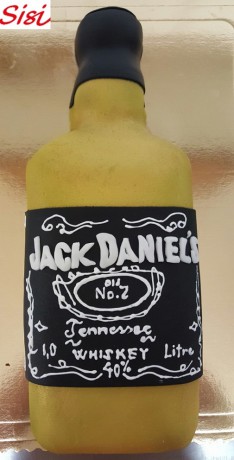 Sisi
JACK DANIEL'S
OLD
No.7
Tennessee
1,0 WHISKEY Litre
40%